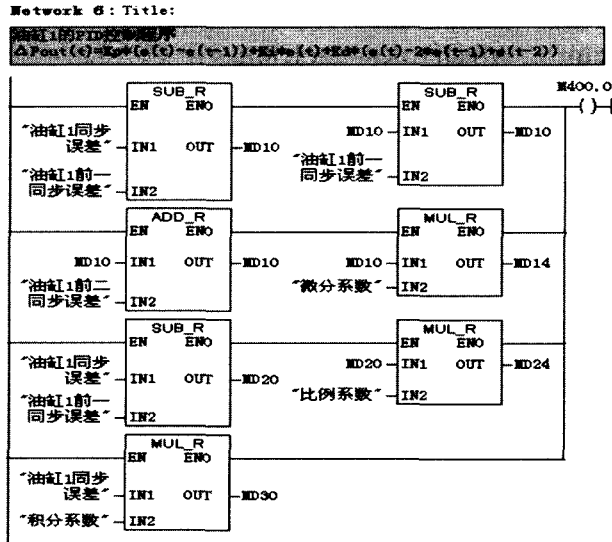 Network 6: Title:
油缸1的PID控制程序
ΔPout(t)=Kp*(e(t)-e(t-1))+Ki*e(t)+Kd*(e(t)-2*e(t-1)+e(t-2))
M400.0
SUB_R
EN ENO
"油缸1同步
误差" IN1 OUT MD10
"油缸1前一
同步误差" IN2
SUB_R
EN ENO
MD10 IN1 OUT MD10
"油缸1前一
同步误差" IN2
ADD_R
EN ENO
MD10 IN1 OUT MD10
"油缸1前二
同步误差" IN2
MUL_R
EN ENO
MD10 IN1 OUT MD14
"微分系数" IN2
SUB_R
EN ENO
"油缸1同步
误差" IN1 OUT MD20
"油缸1前一
同步误差" IN2
MUL_R
EN ENO
MD20 IN1 OUT MD24
"比例系数" IN2
MUL_R
EN ENO
"油缸1同步
误差" IN1 OUT MD30
"积分系数" IN2